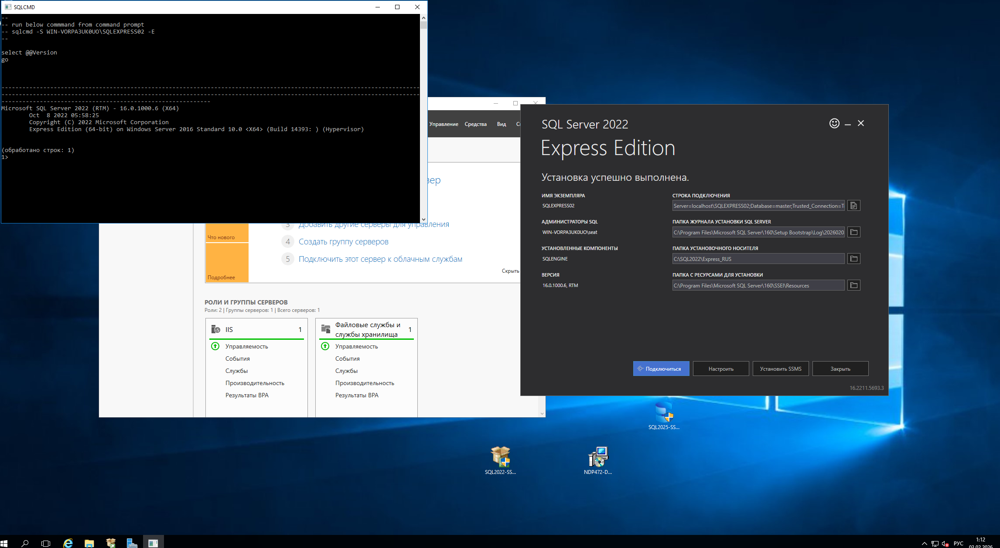 SQLCMD
--
-- run below commmand from command prompt
-- sqlcmd -S WIN-VORPA3UK0UO\SQLEXPRESS02 -E
--
select @@Version
go
Microsoft SQL Server 2022 (RTM) - 16.0.1000.6 (X64)
Oct 8 2022 05:58:25
Copyright (C) 2022 Microsoft Corporation
Express Edition (64-bit) on Windows Server 2016 Standard 10.0 <X64> (Build 14393: ) (Hypervisor)
(обработано строк: 1)
1>
Управление Средства Вид
3 Добавить другие серверы для управления
4 Создать группу серверов
5 Подключить этот сервер к облачным службам
Что нового
Подробнее
Скрыть
РОЛИ И ГРУППЫ СЕРВЕРОВ
Роли: 2 | Группы серверов: 1 | Всего серверов: 1
IIS 1
Управляемость
События
Службы
Производительность
Результаты BPA
Файловые службы и
службы хранилища 1
Управляемость
События
Службы
Производительность
Результаты BPA
SQL Server 2022
Express Edition
Установка успешно выполнена.
ИМЯ ЭКЗЕМПЛЯРА
SQLEXPRESS02
АДМИНИСТРАТОРЫ SQL
WIN-VORPA3UK0UO\seat
УСТАНОВЛЕННЫЕ КОМПОНЕНТЫ
SQLENGINE
ВЕРСИЯ
16.0.1000.6, RTM
СТРОКА ПОДКЛЮЧЕНИЯ
Server=localhost\SQLEXPRESS02;Database=master;Trusted_Connection=T
ПАПКА ЖУРНАЛА УСТАНОВКИ SQL SERVER
C:\Program Files\Microsoft SQL Server\160\Setup Bootstrap\Log\2026020
ПАПКА УСТАНОВОЧНОГО НОСИТЕЛЯ
C:\SQL2022\Express_RUS
ПАПКА С РЕСУРСАМИ ДЛЯ УСТАНОВКИ
C:\Program Files\Microsoft SQL Server\160\SSEI\Resources
Подключиться Настроить Установить SSMS Закрыть
16.2211.5693.3
SQL2025-SS...
SQL2022-SS... NDP472-D...
РУС 1:12
03.02.2026